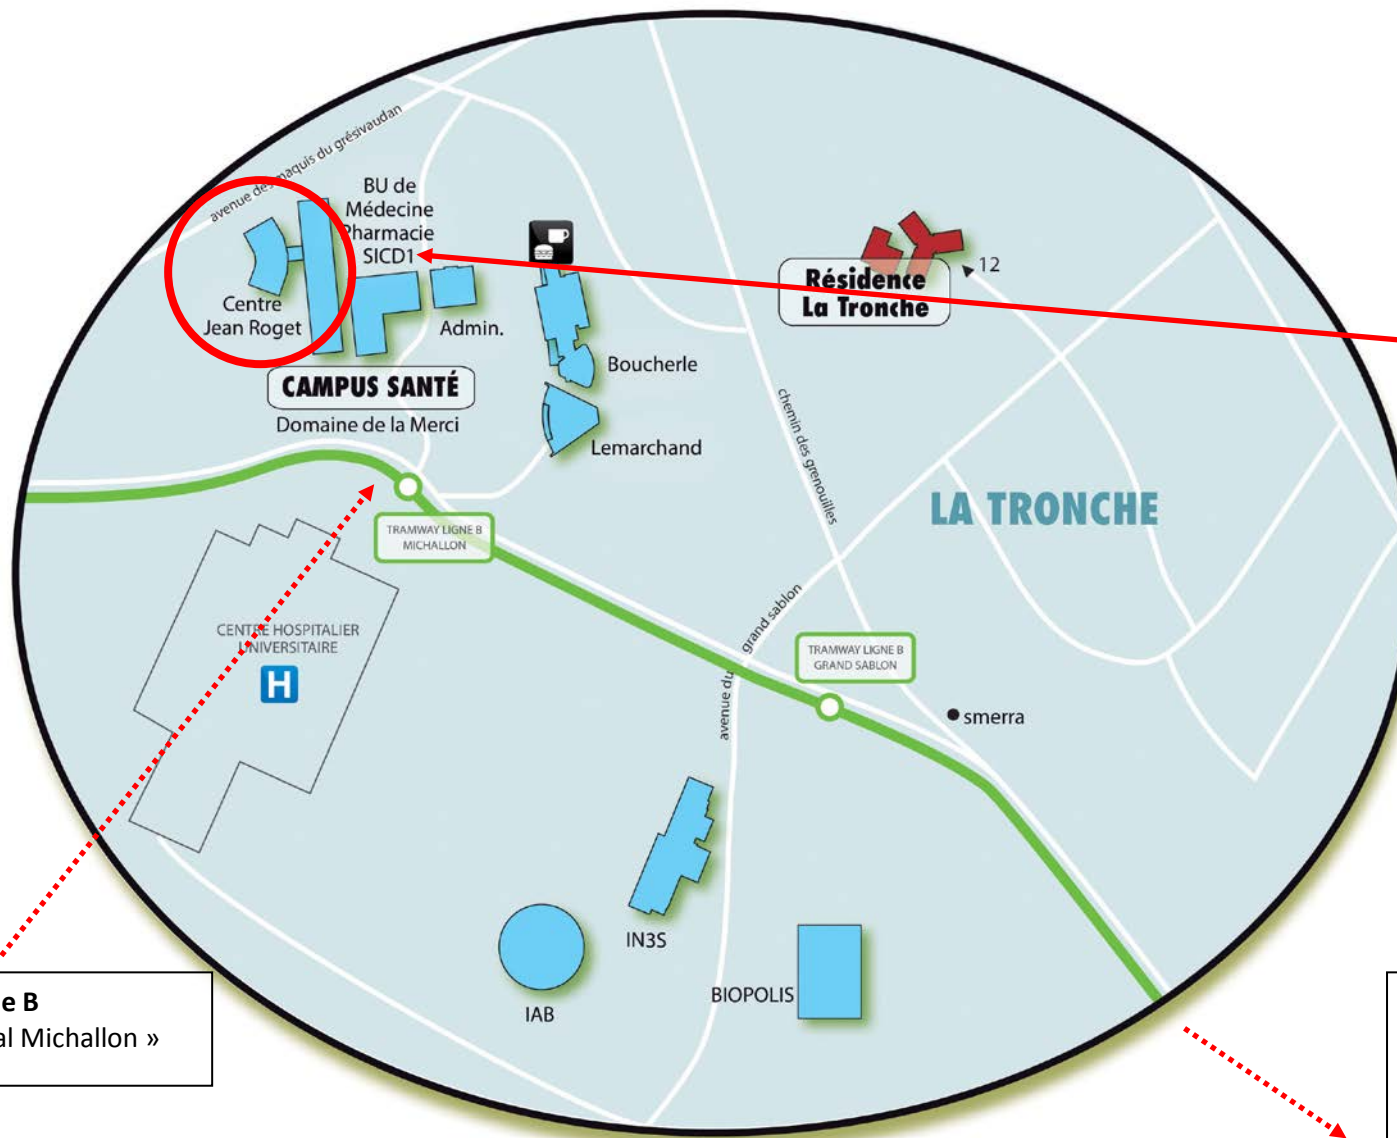 avenue des maquis du grésivaudan
BU de
Médecine
Pharmacie
SICD1
Centre
Jean Roget
Admin.
Boucherle
Lemarchand
CAMPUS SANTÉ
Domaine de la Merci
12
Résidence
La Tronche
chemin des grenouilles
LA TRONCHE
TRAMWAY LIGNE B
MICHALLON
CENTRE HOSPITALIER
UNIVERSITAIRE
H
avenue du grand sablon
TRAMWAY LIGNE B
GRAND SABLON
smerra
IN3S
IAB
BIOPOLIS
e B
al Michallon »